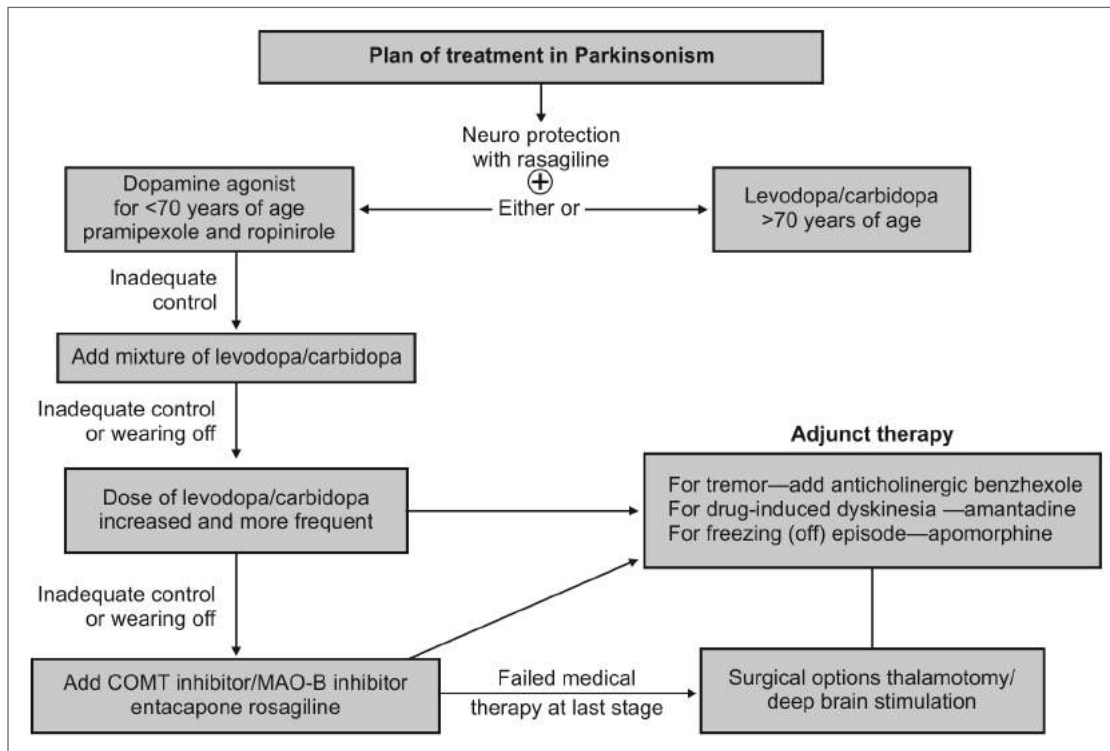 Plan of treatment in Parkinsonism
Neuro protection
with rasagiline
Dopamine agonist
for <70 years of age
pramipexole and ropinirole
+
Either or
Levodopa/carbidopa
>70 years of age
Inadequate
control
Add mixture of levodopa/carbidopa
Inadequate control
or wearing off
Dose of levodopa/carbidopa
increased and more frequent
Adjunct therapy
For tremor—add anticholinergic benzhexole
For drug-induced dyskinesia —amantadine
For freezing (off) episode—apomorphine
Inadequate control
or wearing off
Add COMT inhibitor/MAO-B inhibitor
entacapone rosagiline
Failed medical
therapy at last stage
Surgical options thalamotomy/
deep brain stimulation